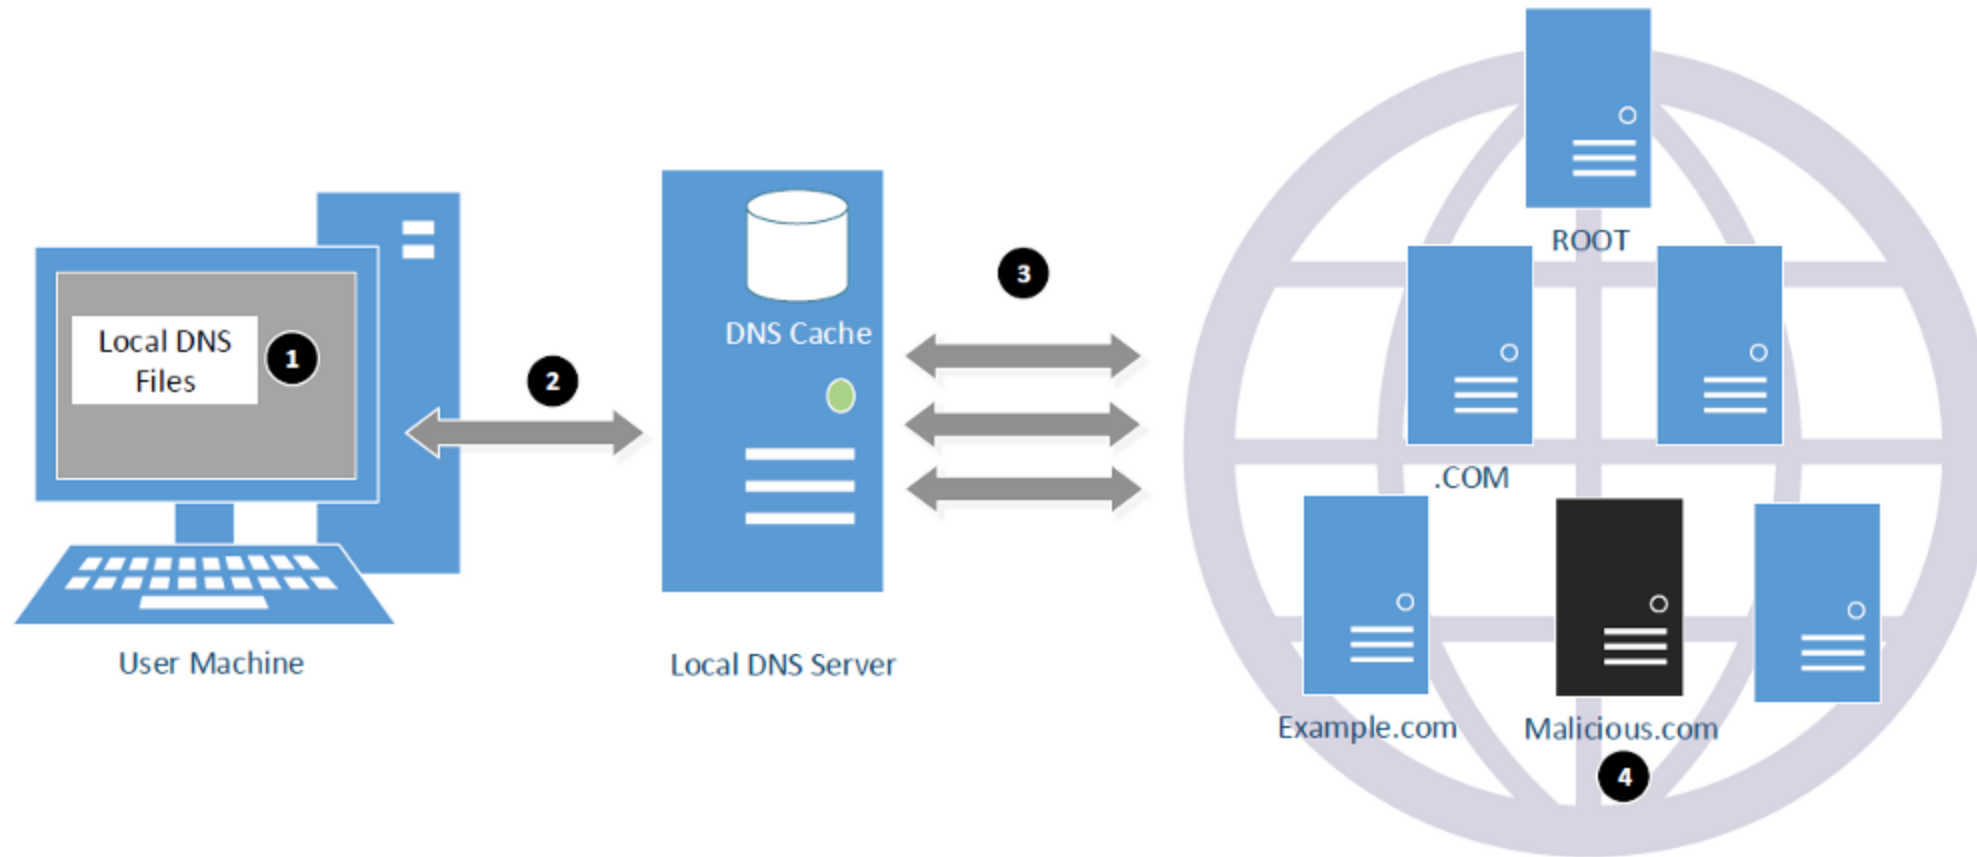 Local DNS
Files
1
User Machine
2
DNS Cache
Local DNS Server
3
ROOT
.COM
Example.com
Malicious.com
4